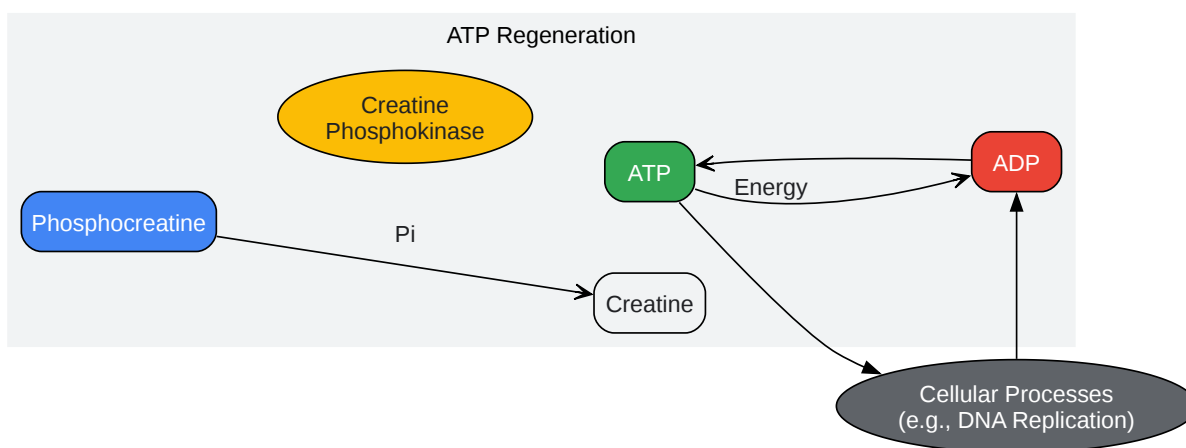 ATP Regeneration
Creatine
Phosphokinase
ATP
ADP
Energy
Phosphocreatine
Pi
Creatine
Cellular Processes
(e.g., DNA Replication)